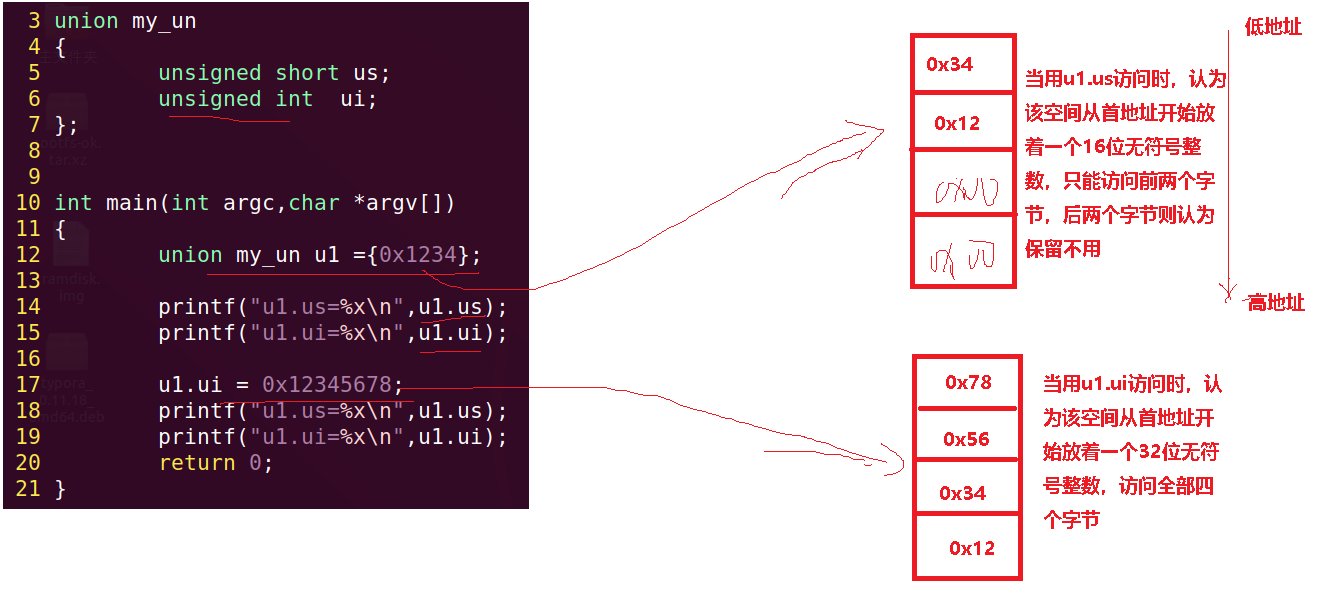 3 union my_un
4 {
5 unsigned short us;
6 unsigned int  ui;
7 };
8
9
10 int main(int argc,char *argv[])
11 {
12 union my_un u1 ={0x1234};
13
14 printf("u1.us=%x\n",u1.us);
15 printf("u1.ui=%x\n",u1.ui);
16
17 u1.ui = 0x12345678;
18 printf("u1.us=%x\n",u1.us);
19 printf("u1.ui=%x\n",u1.ui);
20 return 0;
21 }
低地址
0x34
0x12
0x00
0x00
当用u1.us访问时，认为
该空间从首地址开始放
着一个16位无符号整
数，只能访问前两个字
节，后两个字节则认为
保留不用
高地址
0x78
0x56
0x34
0x12
当用u1.ui访问时，认
为该空间从首地址开
始放着一个32位无符
号整数，访问全部四
个字节